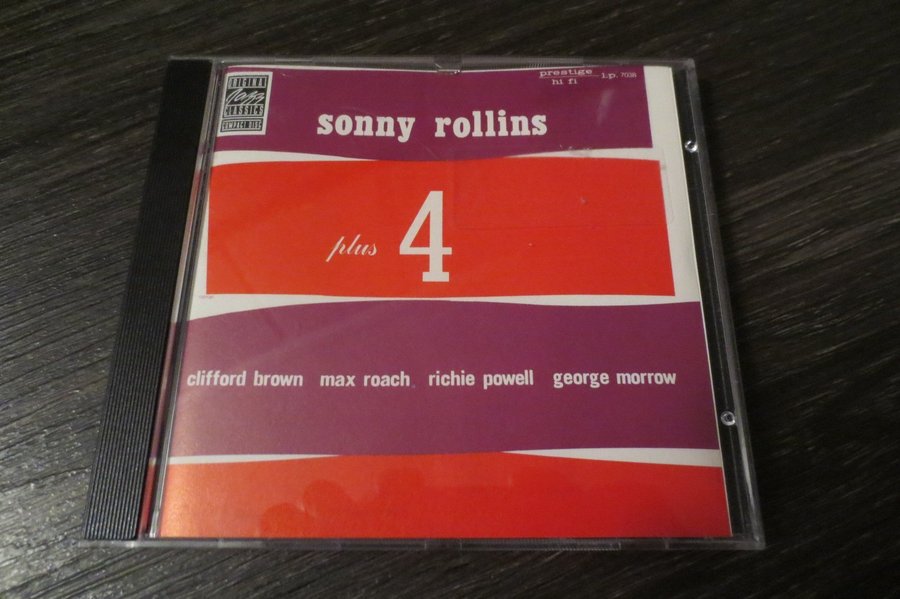 ORIGINAL
Jazz
CLASSICS
COMPACT DISC
prestige
hi fi
l.p. 7038
sonny rollins
plus 4
clifford brown max roach richie powell george morrow